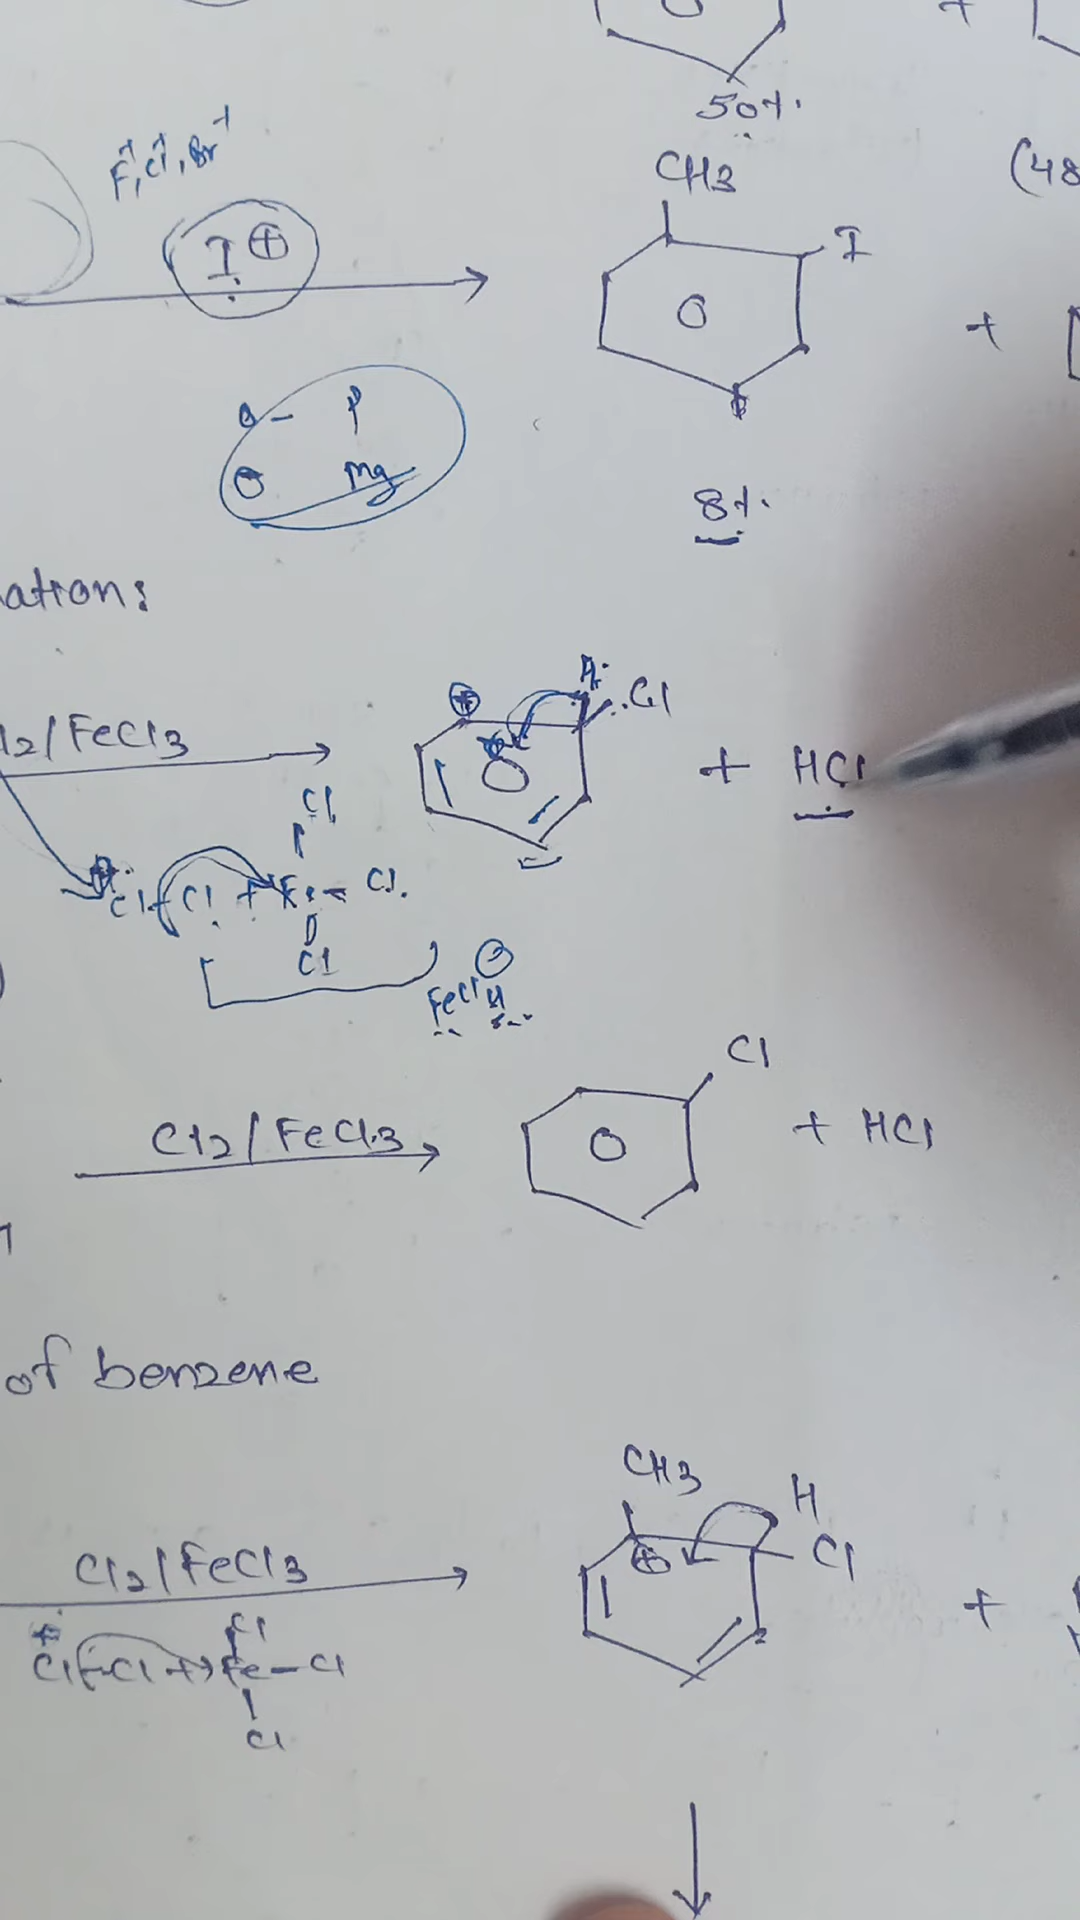 +
50%.
F+, Cl+, Br+
CH3
(48
I⊕
I
+
O - P
O Mg
8%.
ation:
H.
⊕
Cl
l2/FeCl3
+ HCl
Cl
Cl-Cl + Fe - Cl.
Cl
⊖
FeCl4
Cl
Cl2/FeCl3
+ HCl
of benzene
CH3
H
⊕
Cl
Cl2/FeCl3
+
+
Cl
Cl-Cl + Fe-Cl
Cl